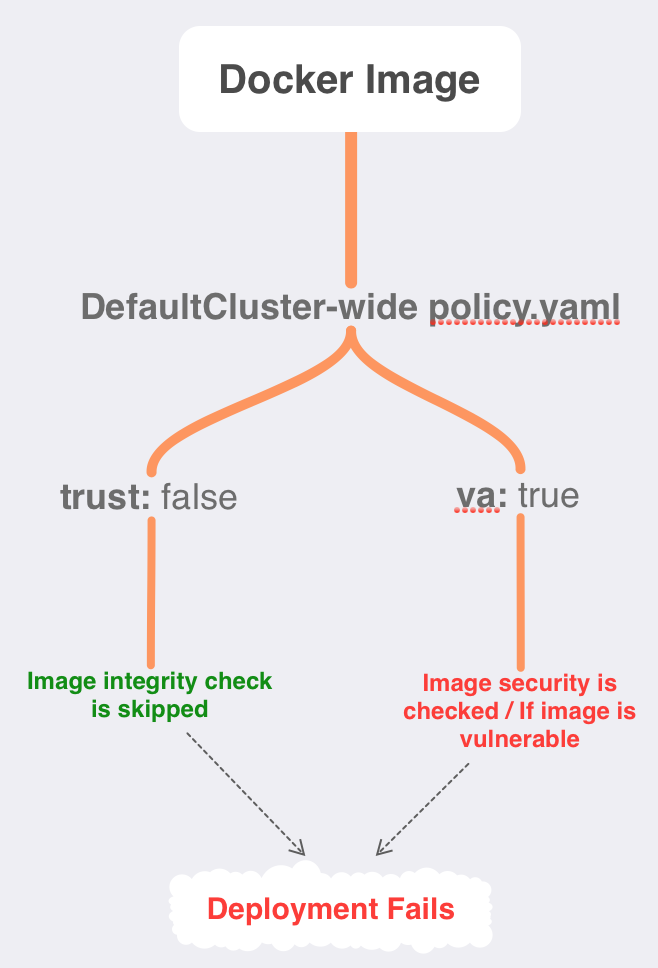 Docker Image
DefaultCluster-wide policy.yaml
trust: false
va: true
Image integrity check
is skipped
Image security is
checked / If image is
vulnerable
Deployment Fails